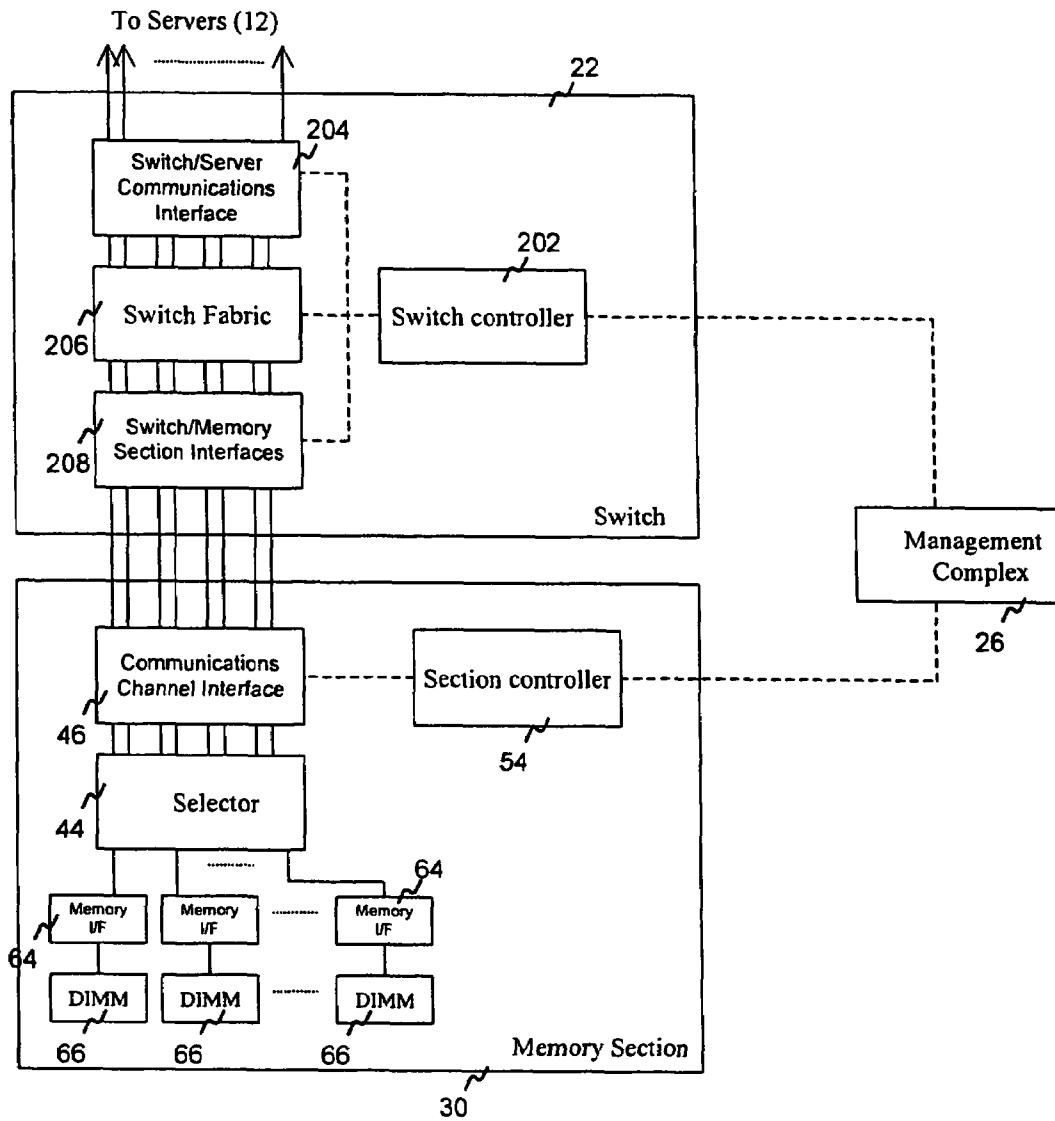 To Servers (12)
22
204
Switch/Server
Communications
Interface
202
Switch Fabric
Switch controller
206
Switch/Memory
Section Interfaces
208
Switch
Management
Complex
26
Communications
Channel Interface
Section controller
46
54
Selector
44
64
Memory
I/F
Memory
I/F
Memory
I/F
64
DIMM
DIMM
DIMM
66
66
66
Memory Section
30